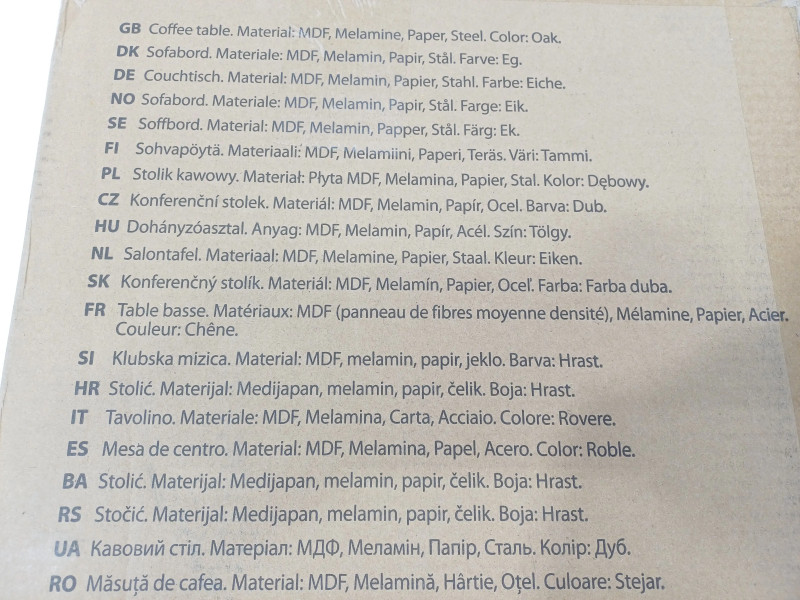 GB Coffee table. Material: MDF, Melamine, Paper, Steel. Color: Oak.
DK Sofabord. Materiale: MDF, Melamin, Papir, Stål. Farve: Eg.
DE Couchtisch. Material: MDF, Melamin, Papier, Stahl. Farbe: Eiche.
NO Sofabord. Materiale: MDF, Melamin, Papir, Stål. Farge: Eik.
SE Soffbord. Material: MDF, Melamin, Papper, Stål. Färg: Ek.
FI Sohvapöytä. Materiaali: MDF, Melamiini, Paperi, Teräs. Väri: Tammi.
PL Stolik kawowy. Materiał: Płyta MDF, Melamina, Papier, Stal. Kolor: Dębowy.
CZ Konferenční stolek. Materiál: MDF, Melamin, Papír, Ocel. Barva: Dub.
HU Dohányzóasztal. Anyag: MDF, Melamin, Papír, Acél. Szín: Tölgy.
NL Salontafel. Materiaal: MDF, Melamine, Papier, Staal. Kleur: Eiken.
SK Konferenčný stolík. Materiál: MDF, Melamín, Papier, Oceľ. Farba: Farba duba.
FR Table basse. Matériaux: MDF (panneau de fibres moyenne densité), Mélamine, Papier, Acier.
Couleur: Chêne.
SI Klubska mizica. Material: MDF, melamin, papir, jeklo. Barva: Hrast.
HR Stolić. Materijal: Medijapan, melamin, papir, čelik. Boja: Hrast.
IT Tavolino. Materiale: MDF, Melamina, Carta, Acciaio. Colore: Rovere.
ES Mesa de centro. Material: MDF, Melamina, Papel, Acero. Color: Roble.
BA Stolić. Materijal: Medijapan, melamin, papir, čelik. Boja: Hrast.
RS Stočić. Materijal: Medijapan, melamin, papir, čelik. Boja: Hrast.
UA Кавовий стіл. Матеріал: МДФ, Меламін, Папір, Сталь. Колір: Дуб.
RO Măsuță de cafea. Material: MDF, Melamină, Hârtie, Oțel. Culoare: Stejar.